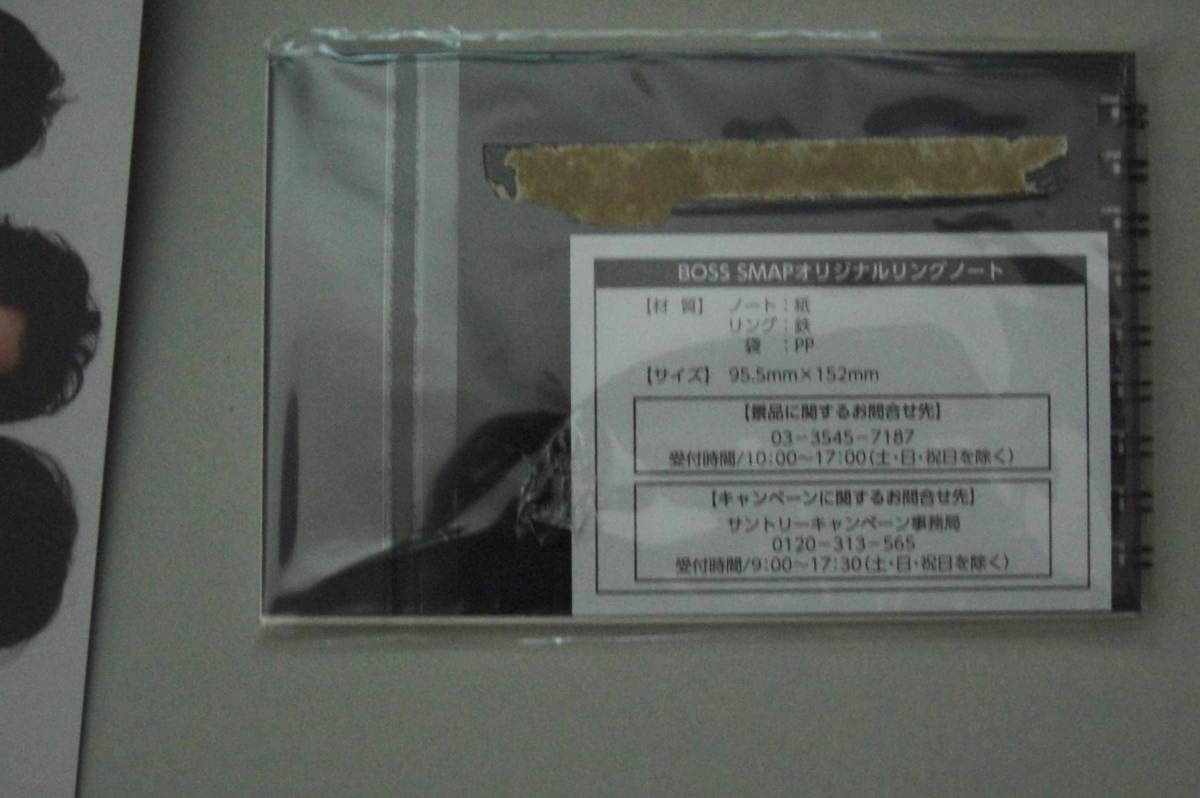 BOSS SMAPオリジナルリングノート
【材 質】 ノート：紙
リング：鉄
袋 ：PP
【サイズ】 95.5mm×152mm
【景品に関するお問合せ先】
03-3545-7187
受付時間/10:00〜17:00(土・日・祝日を除く)
【キャンペーンに関するお問合せ先】
サントリーキャンペーン事務局
0120-313-565
受付時間/9:00〜17:30(土・日・祝日を除く)